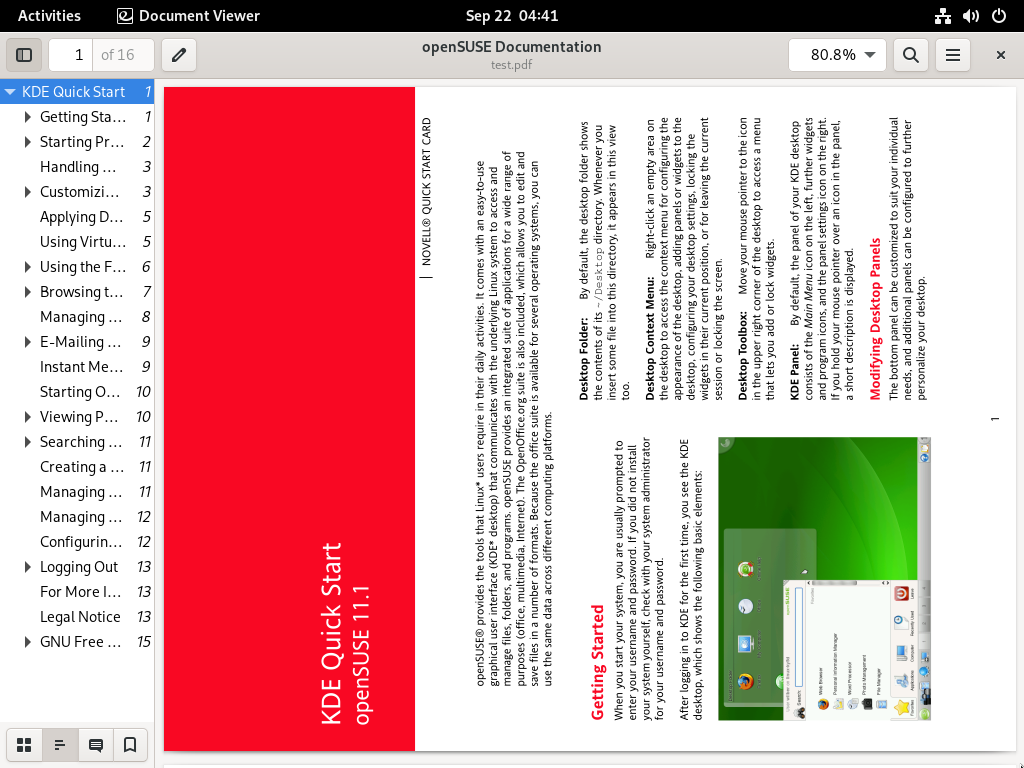 Activities
Document Viewer
Sep 22 04:41
1
of 16
openSUSE Documentation
test.pdf
80.8%
KDE Quick Start 1
Getting Sta... 1
Starting Pr... 2
Handling ... 3
Customizi... 3
Applying D... 5
Using Virtu... 5
Using the F... 6
Browsing t... 7
Managing ... 8
E-Mailing ... 9
Instant Me... 9
Starting O... 10
Viewing P... 10
Searching ... 11
Creating a ... 11
Managing ... 11
Managing ... 12
Configurin... 12
Logging Out 13
For More I... 13
Legal Notice 13
GNU Free ... 15
KDE Quick Start
openSUSE 11.1
NOVELL® QUICK START CARD
openSUSE® provides the tools that Linux* users require in their daily activities. It comes with an easy-to-use
graphical user interface (KDE* desktop) that communicates with the underlying Linux system to access and
manage files, folders, and programs. openSUSE provides an integrated suite of applications for a wide range of
purposes (office, multimedia, Internet). The OpenOffice.org suite is also included, which allows you to edit and
save files in a number of formats. Because the office suite is available for several operating systems, you can
use the same data across different computing platforms.
Getting Started
When you start your system, you are usually prompted to
enter your username and password. If you did not install
your system yourself, check with your system administrator
for your username and password.
After logging in to KDE for the first time, you see the KDE
desktop, which shows the following basic elements:
openSUSE
Search:
Favorites
Web Browser
Personal Information Manager
Word Processor
Photo Management
File Manager
Favorites
Applications
Computer
Recently Used
Leave
Desktop Folder: By default, the desktop folder shows
the contents of its ~/Desktop directory. Whenever you
insert some file into this directory, it appears in this view
too.
Desktop Context Menu: Right-click an empty area on
the desktop to access the context menu for configuring the
appearance of the desktop, adding panels or widgets to the
desktop, configuring your desktop settings, locking the
widgets in their current position, or for leaving the current
session or locking the screen.
Desktop Toolbox: Move your mouse pointer to the icon
in the upper right corner of the desktop to access a menu
that lets you add or lock widgets.
KDE Panel: By default, the panel of your KDE desktop
consists of the Main Menu icon on the left, further widgets
and program icons, and the panel settings icon on the right.
If you hold your mouse pointer over an icon in the panel,
a short description is displayed.
Modifying Desktop Panels
The bottom panel can be customized to suit your individual
needs, and additional panels can be configured to further
personalize your desktop.
1